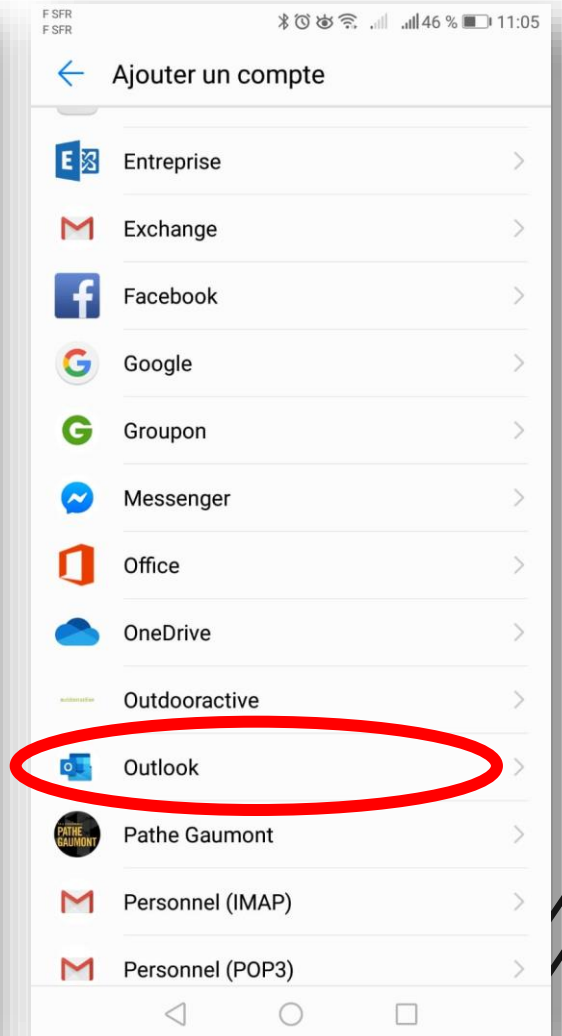 F SFR
F SFR
46 % 11:05
Ajouter un compte
E Entreprise
Exchange
f Facebook
G Google
G Groupon
Messenger
Office
OneDrive
outdooractive Outdooractive
O Outlook
PATHE
GAUMONT
Pathe Gaumont
Personnel (IMAP)
Personnel (POP3)